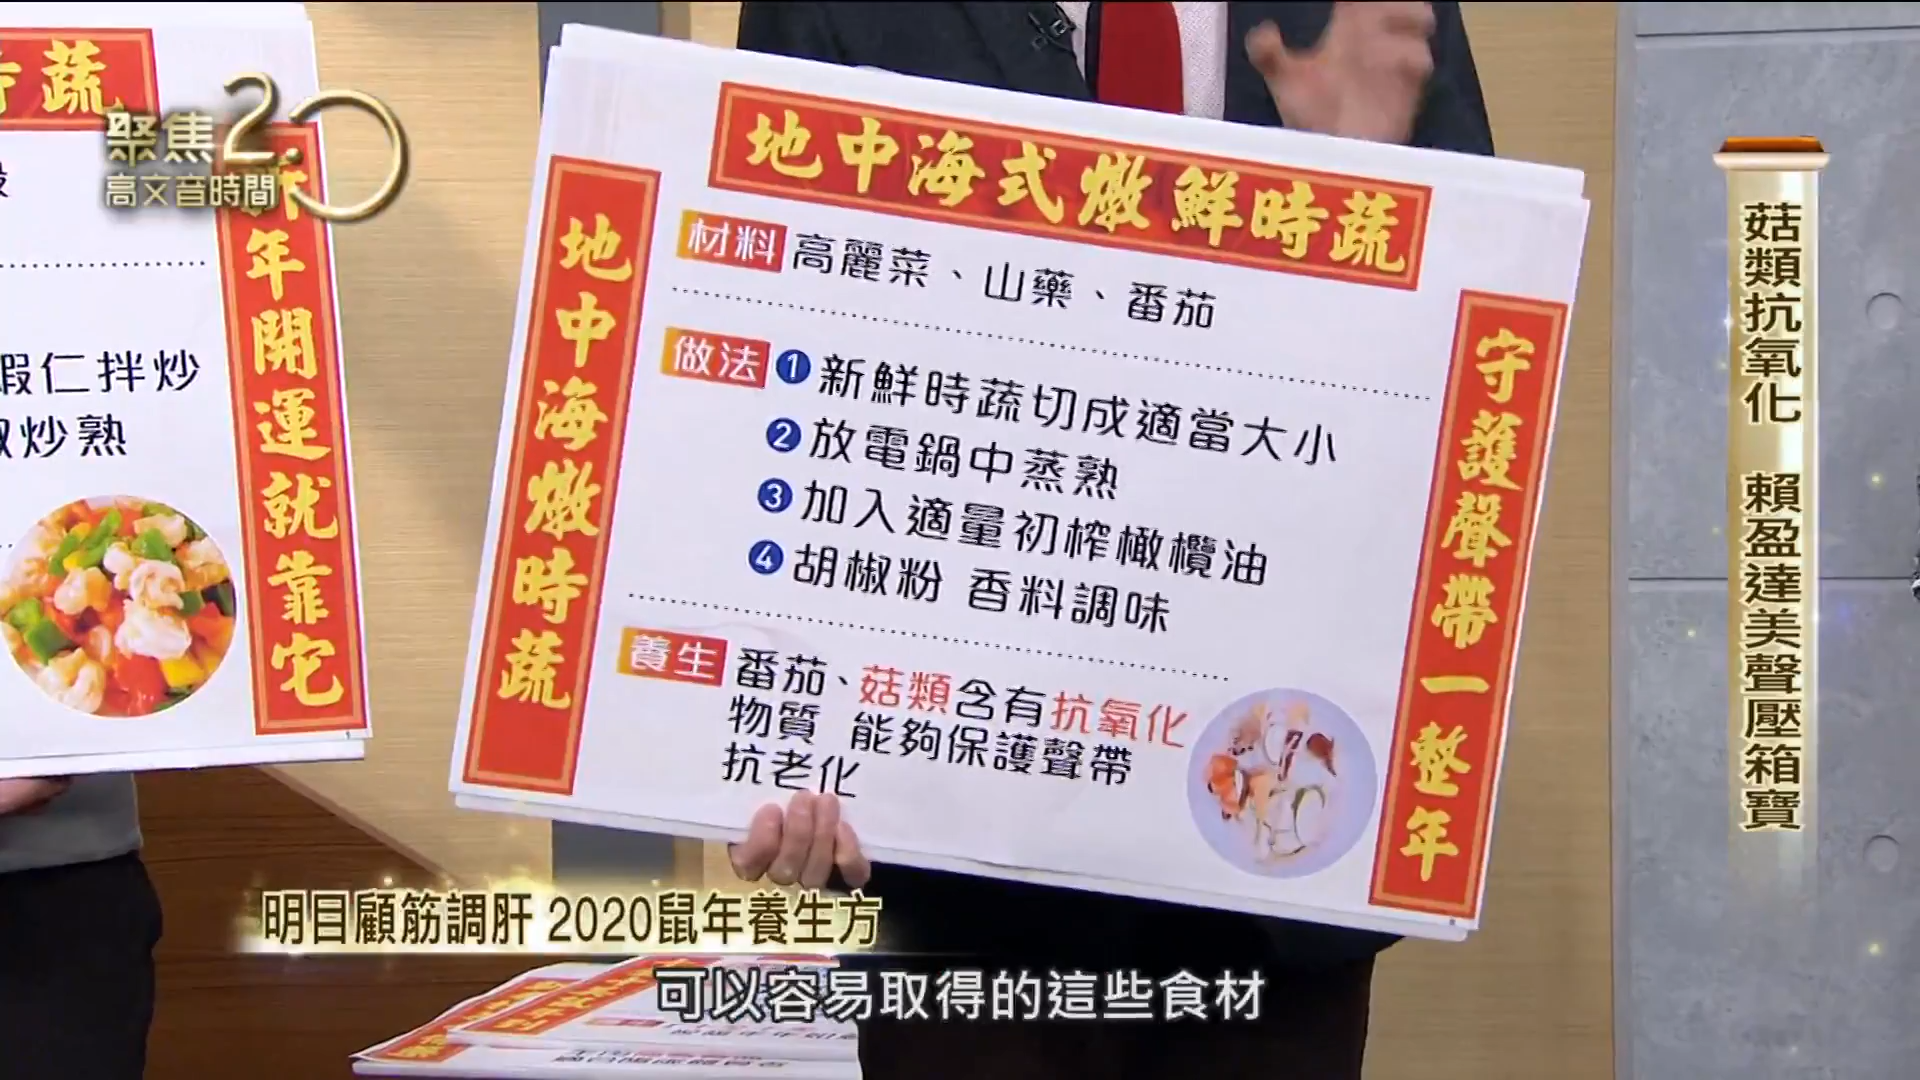 聚焦2.0
高文音時間
時蔬
年開運就靠宅
蝦仁拌炒
炒熟
地中海式燉鮮時蔬
地中海燉時蔬
材料 高麗菜、山藥、番茄
做法 1 新鮮時蔬切成適當大小
2 放電鍋中蒸熟
3 加入適量初榨橄欖油
4 胡椒粉 香料調味
養生 番茄、菇類含有抗氧化
物質 能夠保護聲帶
抗老化
守護聲帶一整年
菇類抗氧化 賴盈達美聲壓箱寶
明目顧筋調肝 2020鼠年養生方
可以容易取得的這些食材